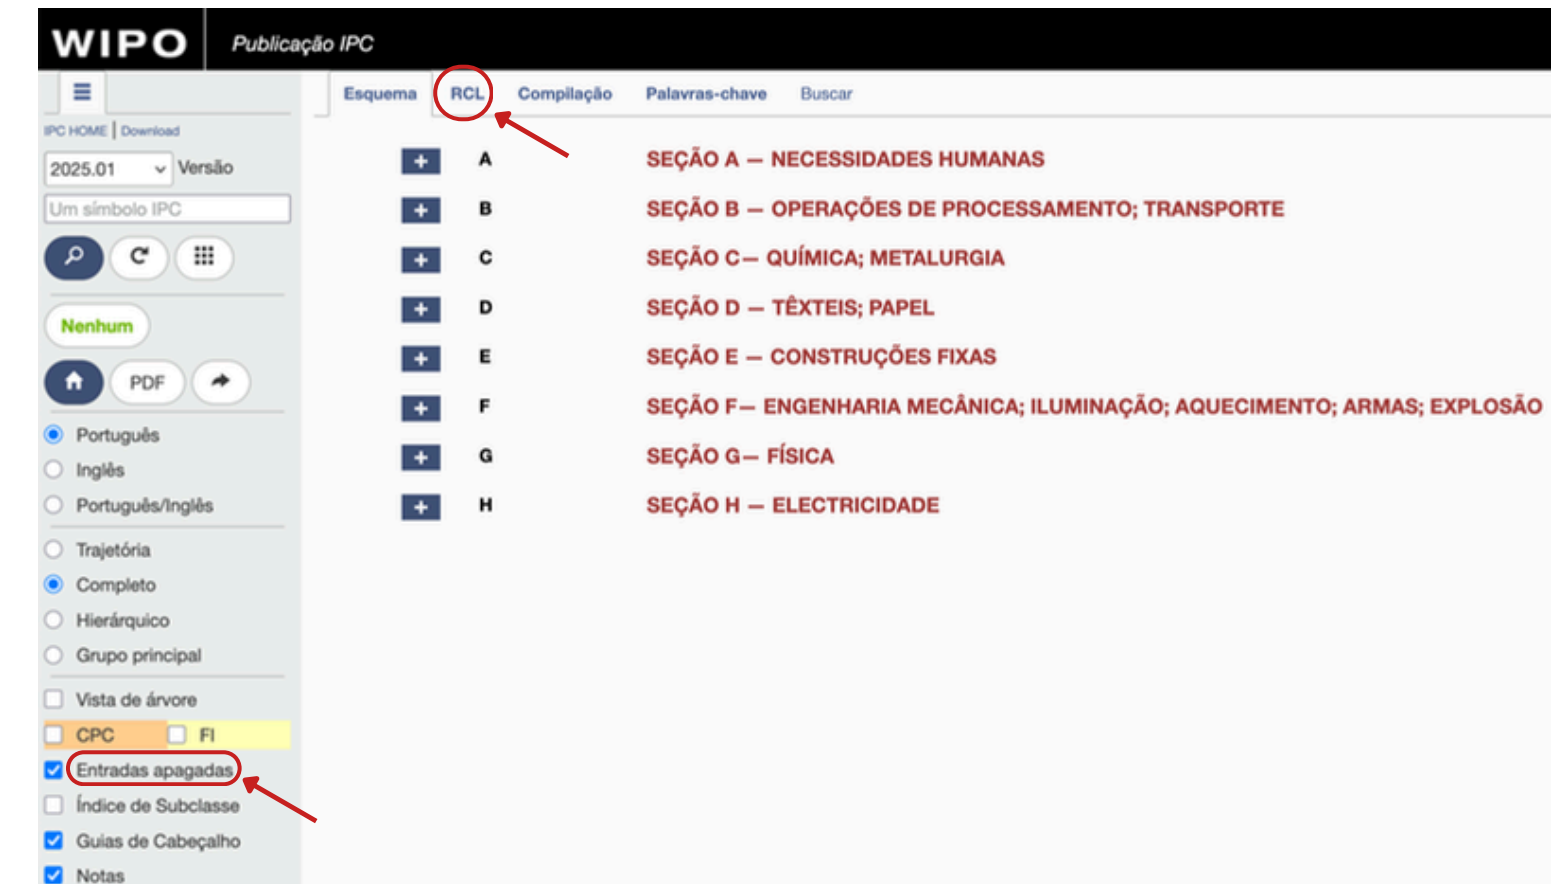 WIPO Publicação IPC
Esquema RCL Compilação Palavras-chave Buscar
IPC HOME | Download
2025.01 Versão
Um símbolo IPC
Nenhum
PDF
Português
Inglês
Português/Inglês
Trajetória
Completo
Hierárquico
Grupo principal
Vista de árvore
CPC FI
Entradas apagadas
Índice de Subclasse
Guias de Cabeçalho
Notas
A SEÇÃO A — NECESSIDADES HUMANAS
B SEÇÃO B — OPERAÇÕES DE PROCESSAMENTO; TRANSPORTE
C SEÇÃO C— QUÍMICA; METALURGIA
D SEÇÃO D — TÊXTEIS; PAPEL
E SEÇÃO E — CONSTRUÇÕES FIXAS
F SEÇÃO F— ENGENHARIA MECÂNICA; ILUMINAÇÃO; AQUECIMENTO; ARMAS; EXPLOSÃO
G SEÇÃO G— FÍSICA
H SEÇÃO H — ELECTRICIDADE